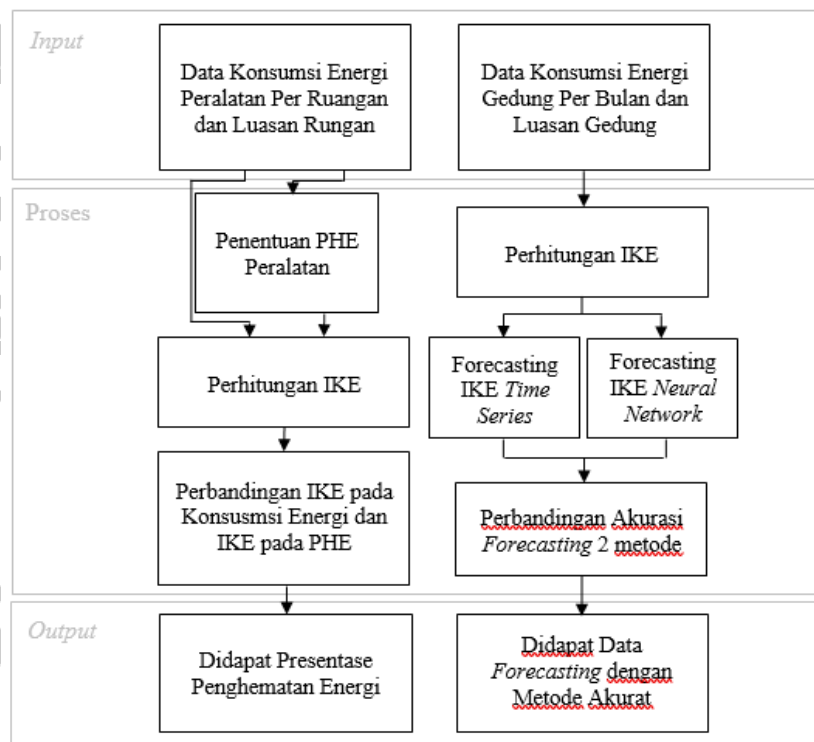 Input
Data Konsumsi Energi
Peralatan Per Ruangan
dan Luasan Rungan
Data Konsumsi Energi
Gedung Per Bulan dan
Luasan Gedung
Proses
Penentuan PHE
Peralatan
Perhitungan IKE
Perhitungan IKE
Forecasting
IKE Time
Series
Forecasting
IKE Neural
Network
Perbandingan IKE pada
Konsusmsi Energi dan
IKE pada PHE
Perbandingan Akurasi
Forecasting 2 metode
Output
Didapat Presentase
Penghematan Energi
Didapat Data
Forecasting dengan
Metode Akurat